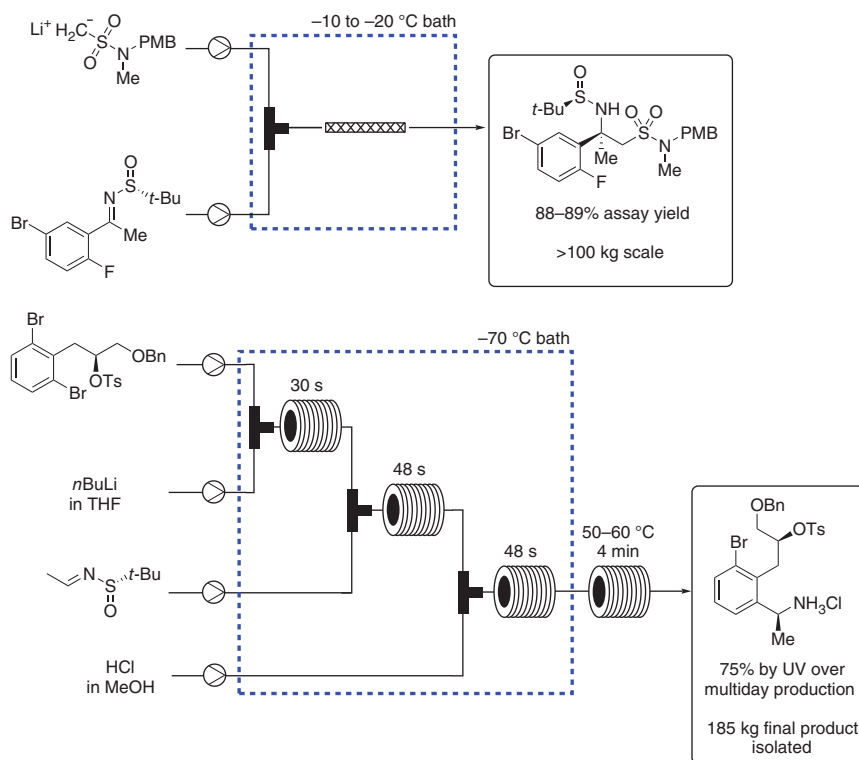 –10 to –20 °C bath
Li+ H2C–
O
S
O
N
PMB
Me
O
S
N
t-Bu
Br
Me
F
O
S
t-Bu
NH
O
O
S
PMB
N
Me
Br
Me
F
88–89% assay yield
>100 kg scale
–70 °C bath
Br
OBn
OTs
Br
30 s
nBuLi
in THF
48 s
N
t-Bu
S
O
48 s
50–60 °C
4 min
HCl
in MeOH
OBn
OTs
Br
NH3Cl
Me
75% by UV over
multiday production
185 kg final product
isolated